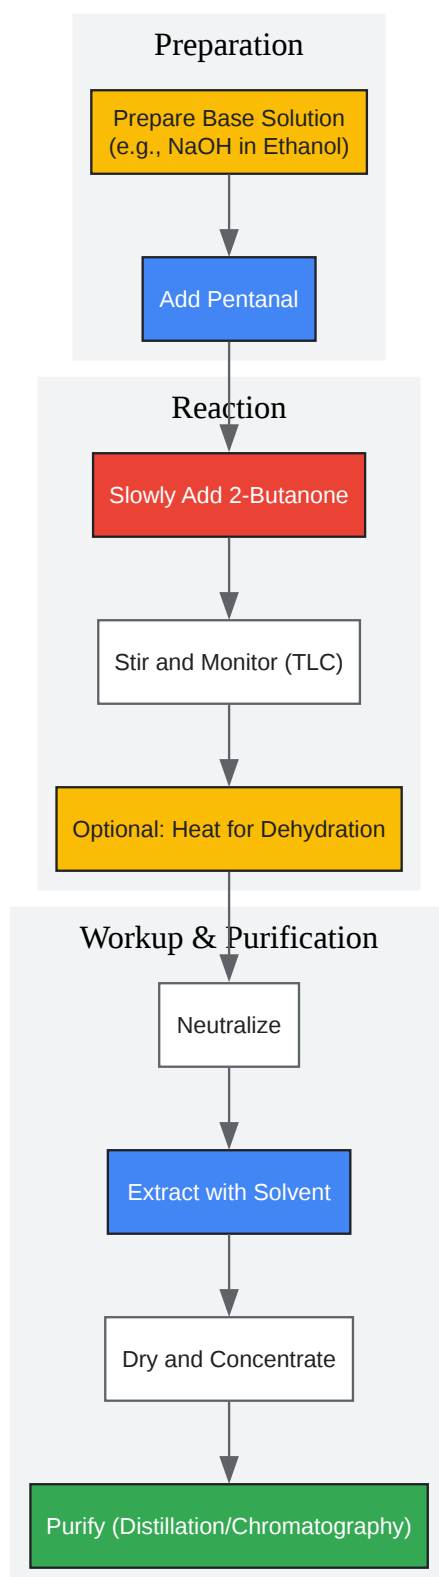 Preparation
Prepare Base Solution
(e.g., NaOH in Ethanol)
Add Pentanal
Reaction
Slowly Add 2-Butanone
Stir and Monitor (TLC)
Optional: Heat for Dehydration
Workup & Purification
Neutralize
Extract with Solvent
Dry and Concentrate
Purify (Distillation/Chromatography)